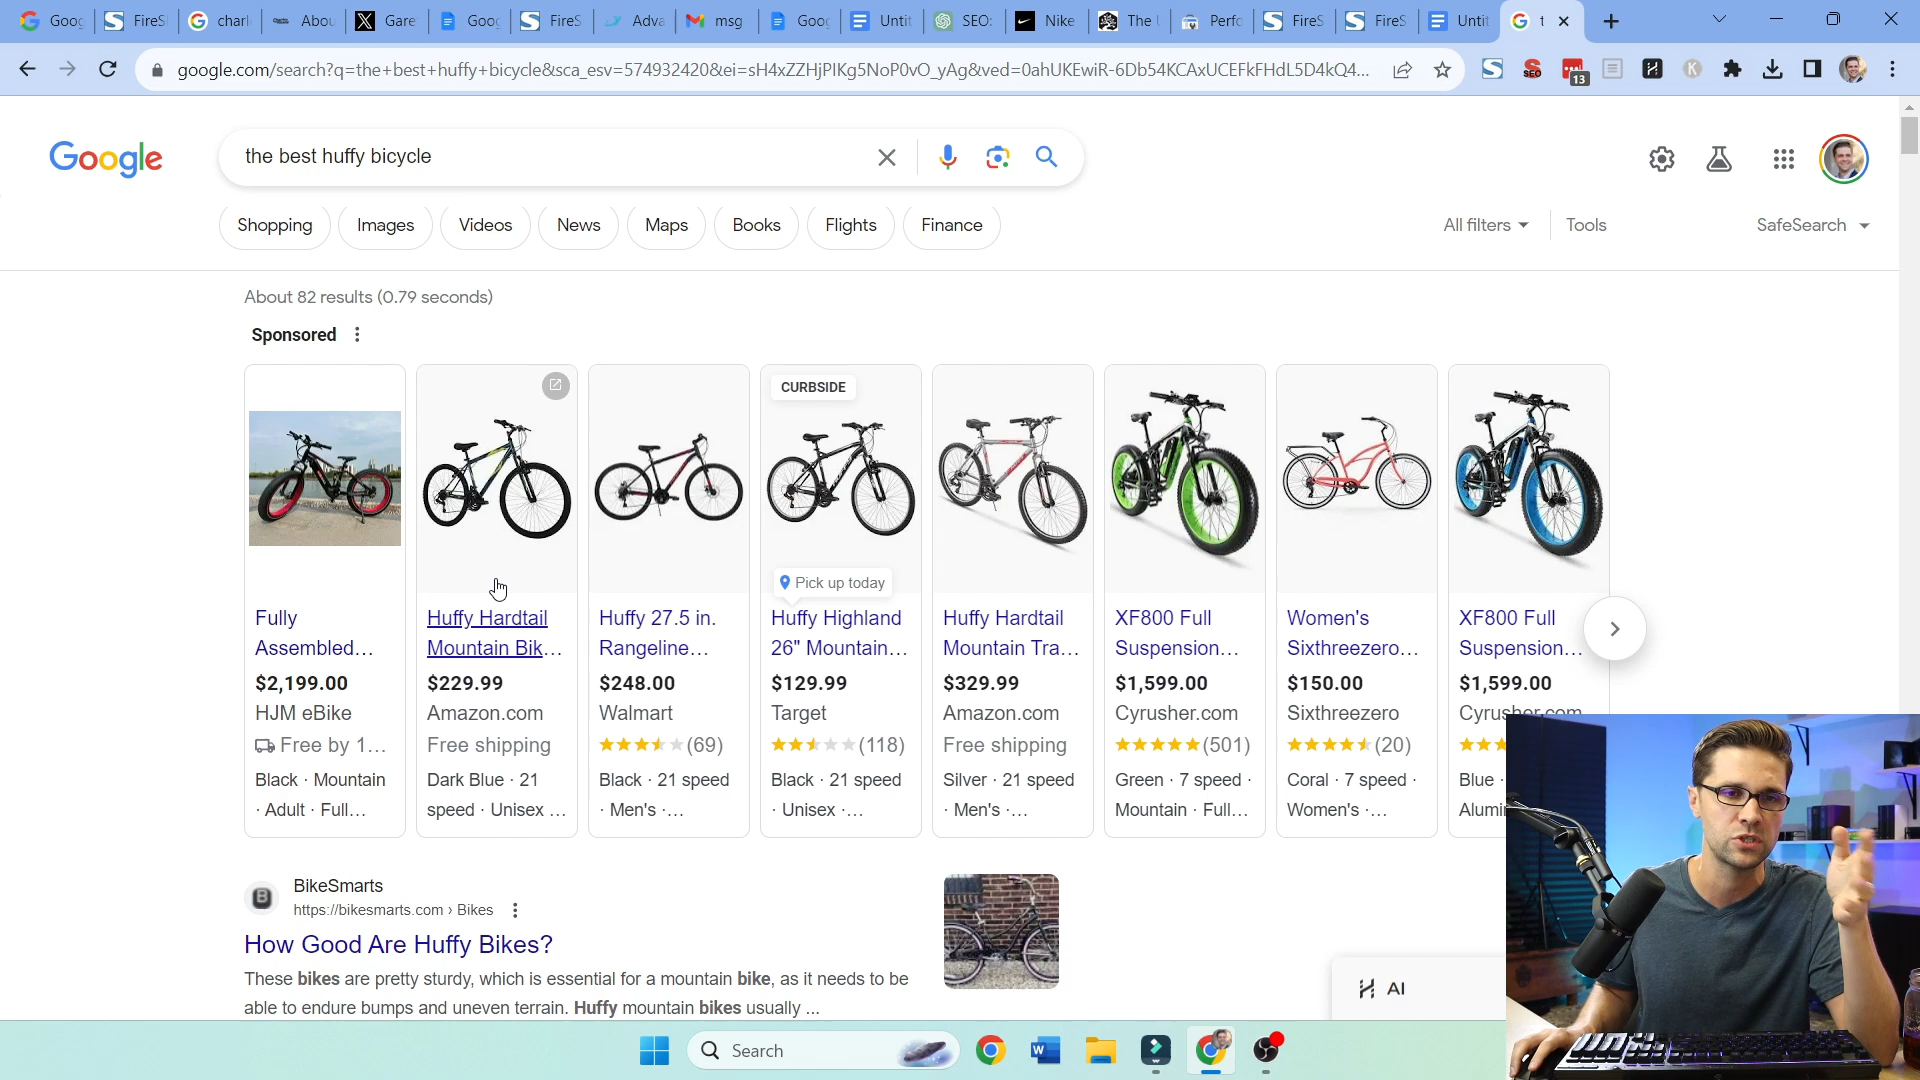 Goog
FireS
charl
Abou
Gare
Goog
FireS
Adva
msg
Goog
Untit
SEO:
Nike
The U
Perfo
FireS
FireS
Untit
t
google.com/search?q=the+best+huffy+bicycle&sca_esv=574932420&ei=sH4xZZHjPIKg5NoP0vO_yAg&ved=0ahUKEwiR-6Db54KCAxUCEFkFHdL5D4kQ4...
13
Google
the best huffy bicycle
Shopping
Images
Videos
News
Maps
Books
Flights
Finance
All filters
Tools
SafeSearch
About 82 results (0.79 seconds)
Sponsored
Fully
Assembled...
$2,199.00
HJM eBike
Free by 1...
Black · Mountain
· Adult · Full...
Huffy Hardtail
Mountain Bik...
$229.99
Amazon.com
Free shipping
Dark Blue · 21
speed · Unisex ...
Huffy 27.5 in.
Rangeline...
$248.00
Walmart
(69)
Black · 21 speed
· Men's ·...
CURBSIDE
Pick up today
Huffy Highland
26" Mountain...
$129.99
Target
(118)
Black · 21 speed
· Unisex ·...
Huffy Hardtail
Mountain Tra...
$329.99
Amazon.com
Free shipping
Silver · 21 speed
· Men's ·...
XF800 Full
Suspension...
$1,599.00
Cyrusher.com
(501)
Green · 7 speed ·
Mountain · Full...
Women's
Sixthreezero...
$150.00
Sixthreezero
(20)
Coral · 7 speed ·
Women's ·...
XF800 Full
Suspension...
$1,599.00
Cyrusher.com
Blue ·
Alumi
BikeSmarts
https://bikesmarts.com › Bikes
How Good Are Huffy Bikes?
These bikes are pretty sturdy, which is essential for a mountain bike, as it needs to be
able to endure bumps and uneven terrain. Huffy mountain bikes usually ...
AI
Search